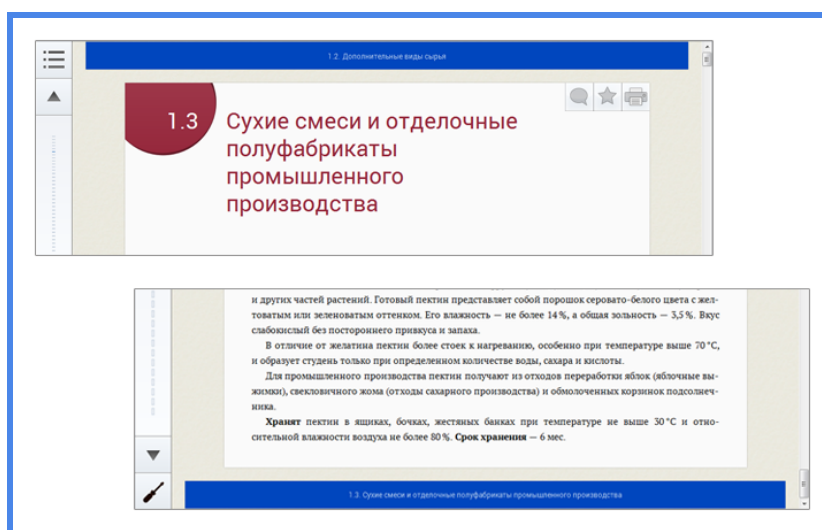 1.2. Дополнительные виды сырья
1.3
Сухие смеси и отделочные
полуфабрикаты
промышленного
производства
и других частей растений. Готовый пектин представляет собой порошок серовато-белого цвета с жел-
товатым или зеленоватым оттенком. Его влажность — не более 14 %, а общая зольность — 3,5 %. Вкус
слабокислый без постороннего привкуса и запаха.
В отличие от желатина пектин более стоек к нагреванию, особенно при температуре выше 70 °С,
и образует студень только при определенном количестве воды, сахара и кислоты.
Для промышленного производства пектин получают из отходов переработки яблок (яблочные вы-
жимки), свекловичного жома (отходы сахарного производства) и обмолоченных корзинок подсолнеч-
ника.
Хранят пектин в ящиках, бочках, жестяных банках при температуре не выше 30 °С и отно-
сительной влажности воздуха не более 80 %. Срок хранения — 6 мес.
1.3. Сухие смеси и отделочные полуфабрикаты промышленного производства